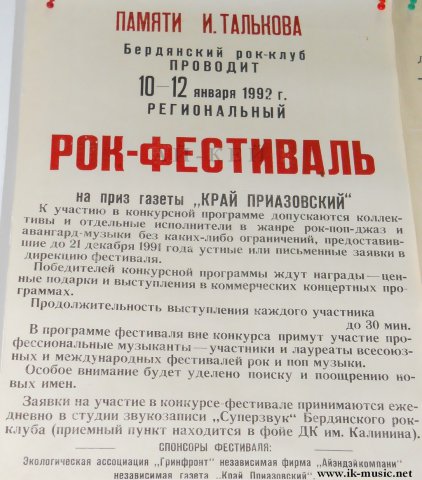 ПАМЯТИ И. ТАЛЬКОВА
Бердянский рок-клуб
ПРОВОДИТ
10–12 января 1992 г.
РЕГИОНАЛЬНЫЙ
РОК-ФЕСТИВАЛЬ
на приз газеты „КРАЙ ПРИАЗОВСКИЙ"
К участию в конкурсной программе допускаются коллек-
тивы и отдельные исполнители в жанре рок-поп-джаз и
авангард-музыки без каких-либо ограничений, предоставив-
шие до 21 декабря 1991 года устные или письменные заявки в
дирекцию фестиваля.
Победителей конкурсной программы ждут награды—цен-
ные подарки и выступления в коммерческих концертных про-
граммах.
Продолжительность выступления каждого участника
до 30 мин.
В программе фестиваля вне конкурса примут участие про-
фессиональные музыканты—участники и лауреаты всесоюз-
ных и международных фестивалей рок и поп музыки.
Особое внимание будет уделено поиску и поощрению но-
вых имен.
Заявки на участие в конкурсе-фестивале принимаются еже-
дневно в студии звукозаписи „Суперзвук" Бердянского рок-
клуба (приемный пункт находится в фойе ДК им. Калинина).
СПОНСОРЫ ФЕСТИВАЛЯ:
Экологическая ассоциация „Гринфронт" независимая фирма „Айэндэйкомпани"
независимая газета „Край Приазовский"
www.ik-music.net